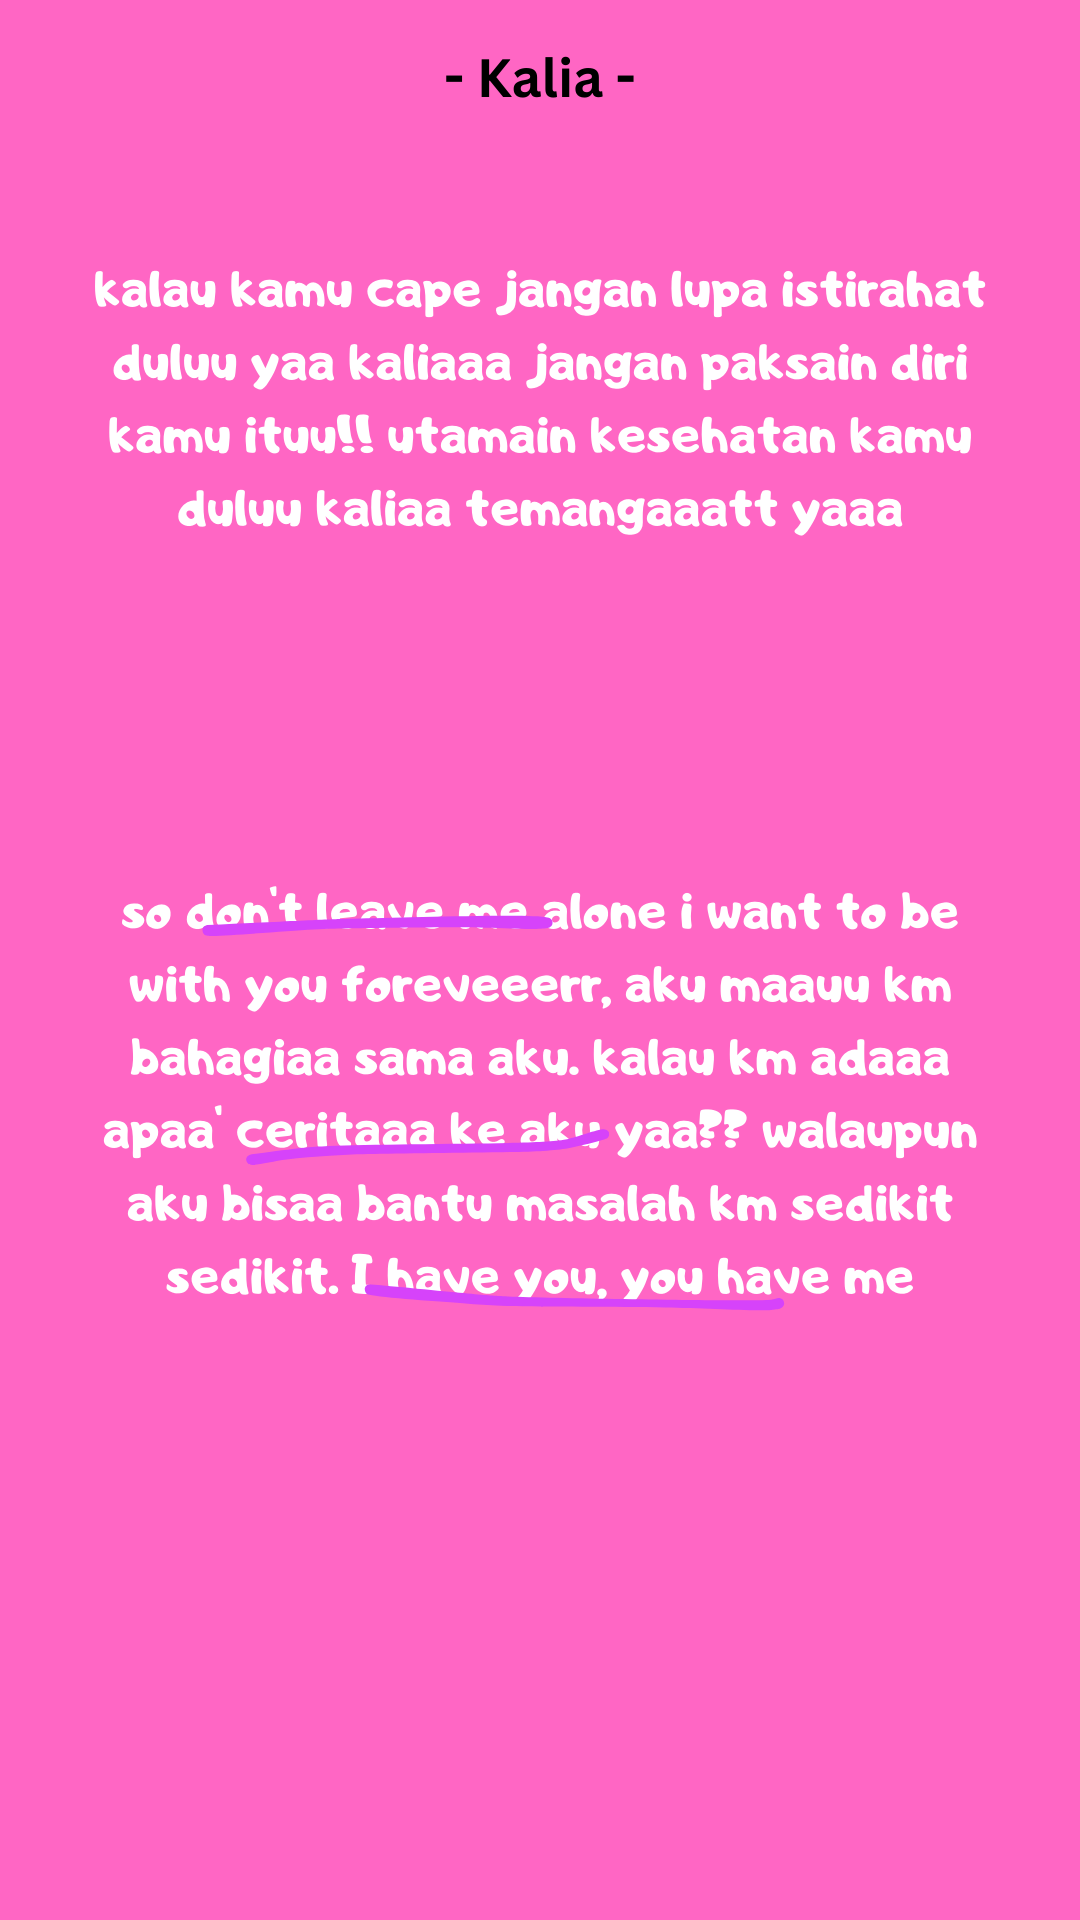 - Kalia -
kalau kamu cape jangan lupa istirahat
duluu yaa kaliaaa jangan paksain diri
kamu ituu!! utamain kesehatan kamu
duluu kaliaa temangaaatt yaaa
so don't leave me alone i want to be
with you foreveeerr, aku maauu km
bahagiaa sama aku. kalau km adaaa
apaa' ceritaaa ke aku yaa?? walaupun
aku bisaa bantu masalah km sedikit
sedikit. I have you, you have me